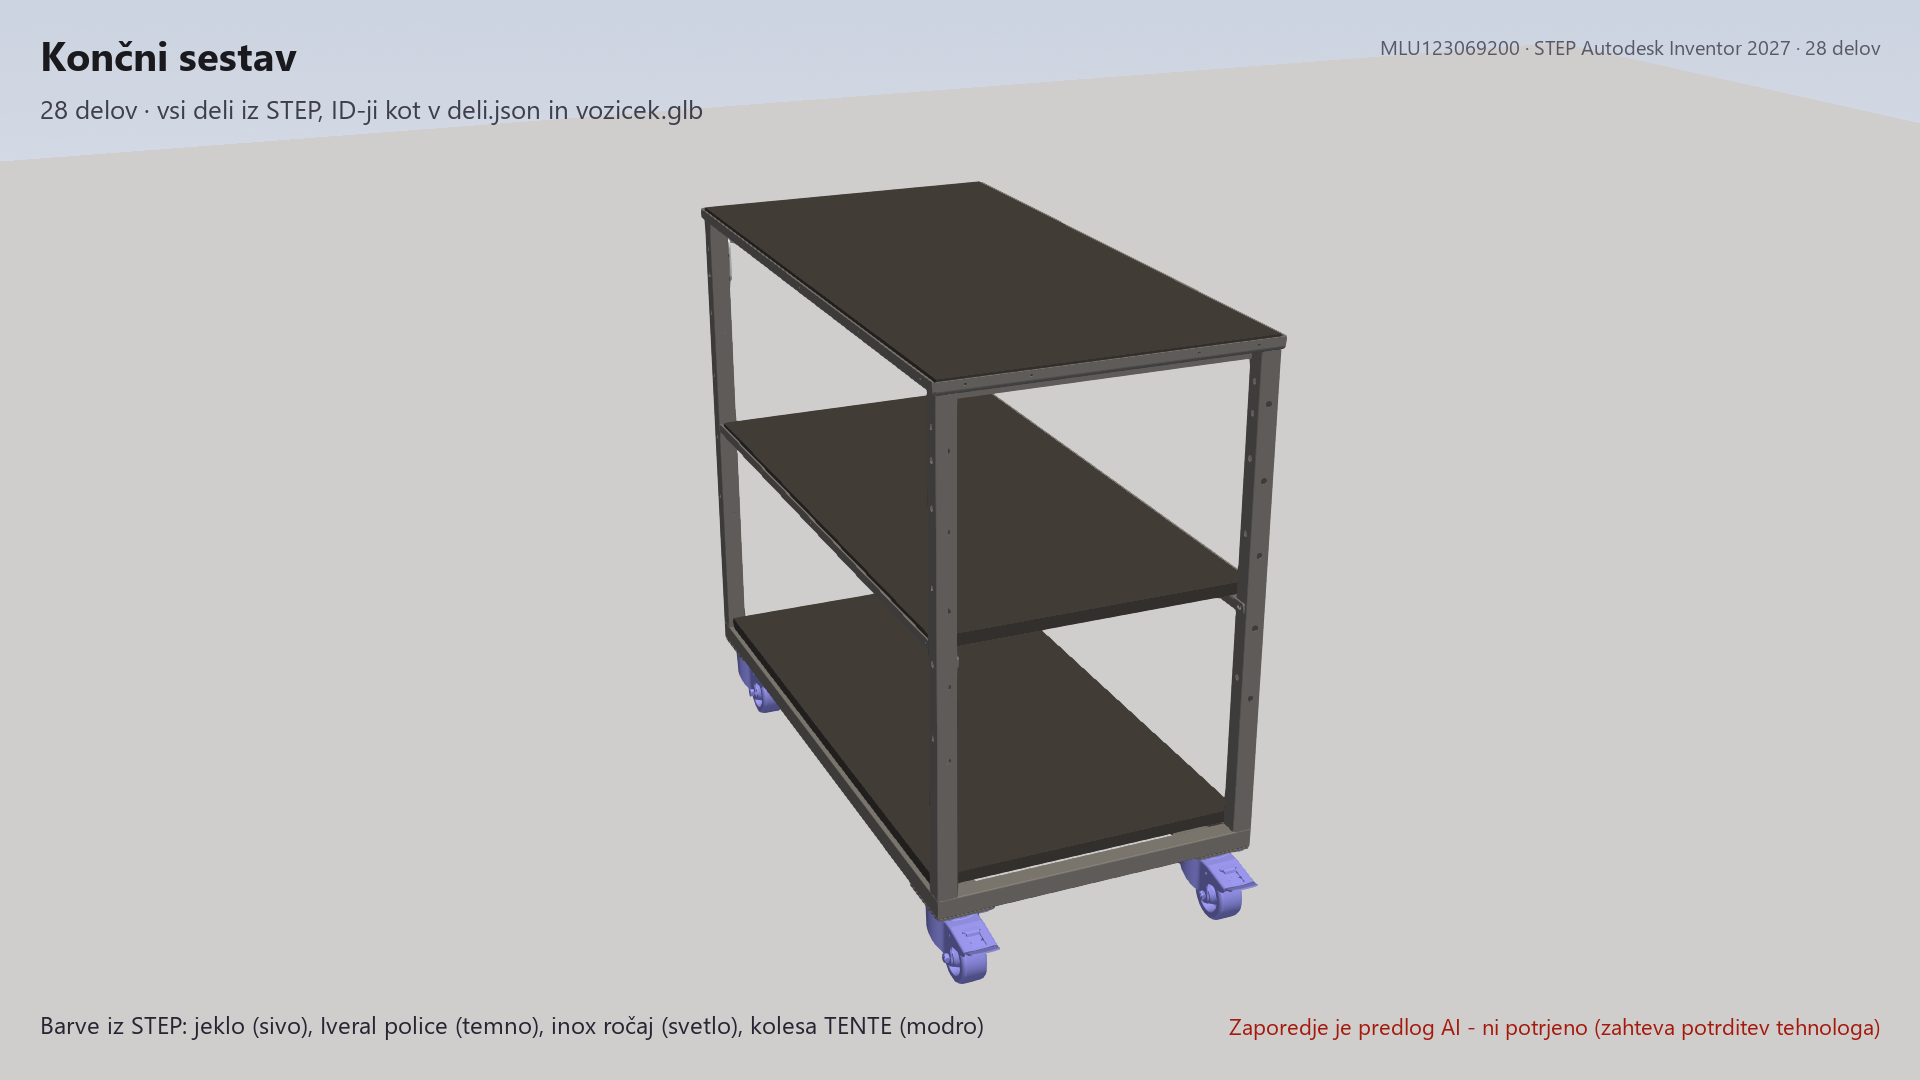 Končni sestav
MLU123069200 · STEP Autodesk Inventor 2027 · 28 delov
28 delov · vsi deli iz STEP, ID-ji kot v deli.json in vozicek.glb
Barve iz STEP: jeklo (sivo), Iveral police (temno), inox ročaj (svetlo), kolesa TENTE (modro)
Zaporedje je predlog AI - ni potrjeno (zahteva potrditev tehnologa)